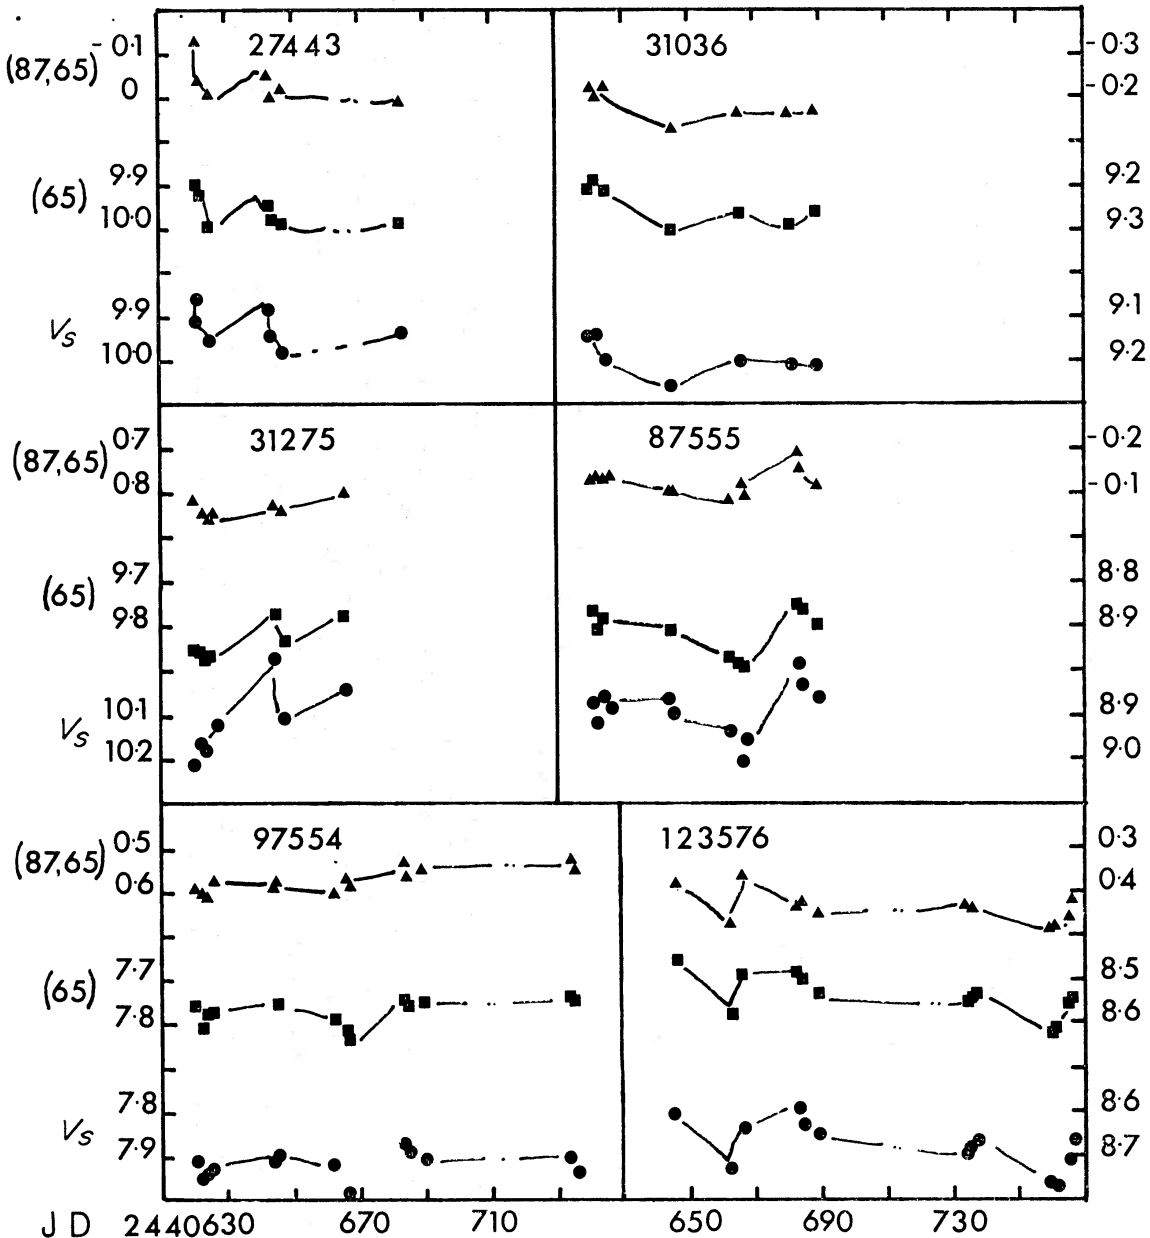 27443 31036
(87,65) -0.1 -0.3
0 -0.2
(65) 9.9 9.2
10.0 9.3
Vs 9.9 9.1
10.0 9.2
31275 87555
(87,65) 0.7 -0.2
0.8 -0.1
(65) 9.7 8.8
9.8 8.9
Vs 10.1 8.9
10.2 9.0
97554 123576
(87,65) 0.5 0.3
0.6 0.4
(65) 7.7 8.5
7.8 8.6
Vs 7.8 8.6
7.9 8.7
JD 2440630 670 710 650 690 730